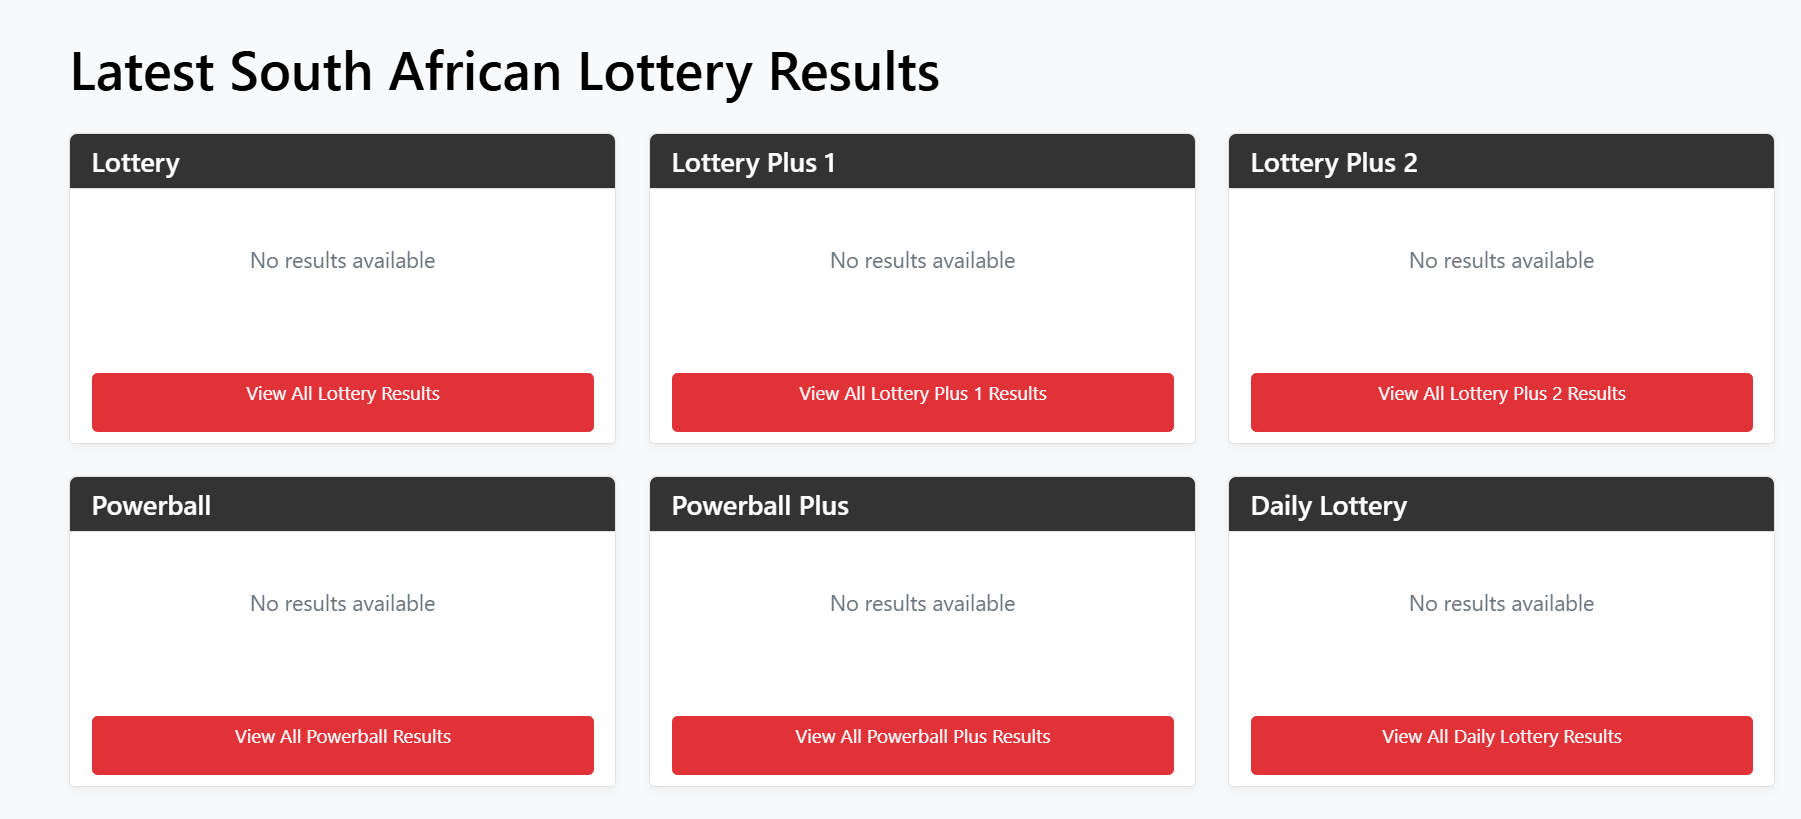 Latest South African Lottery Results
Lottery
No results available
View All Lottery Results
Lottery Plus 1
No results available
View All Lottery Plus 1 Results
Lottery Plus 2
No results available
View All Lottery Plus 2 Results
Powerball
No results available
View All Powerball Results
Powerball Plus
No results available
View All Powerball Plus Results
Daily Lottery
No results available
View All Daily Lottery Results